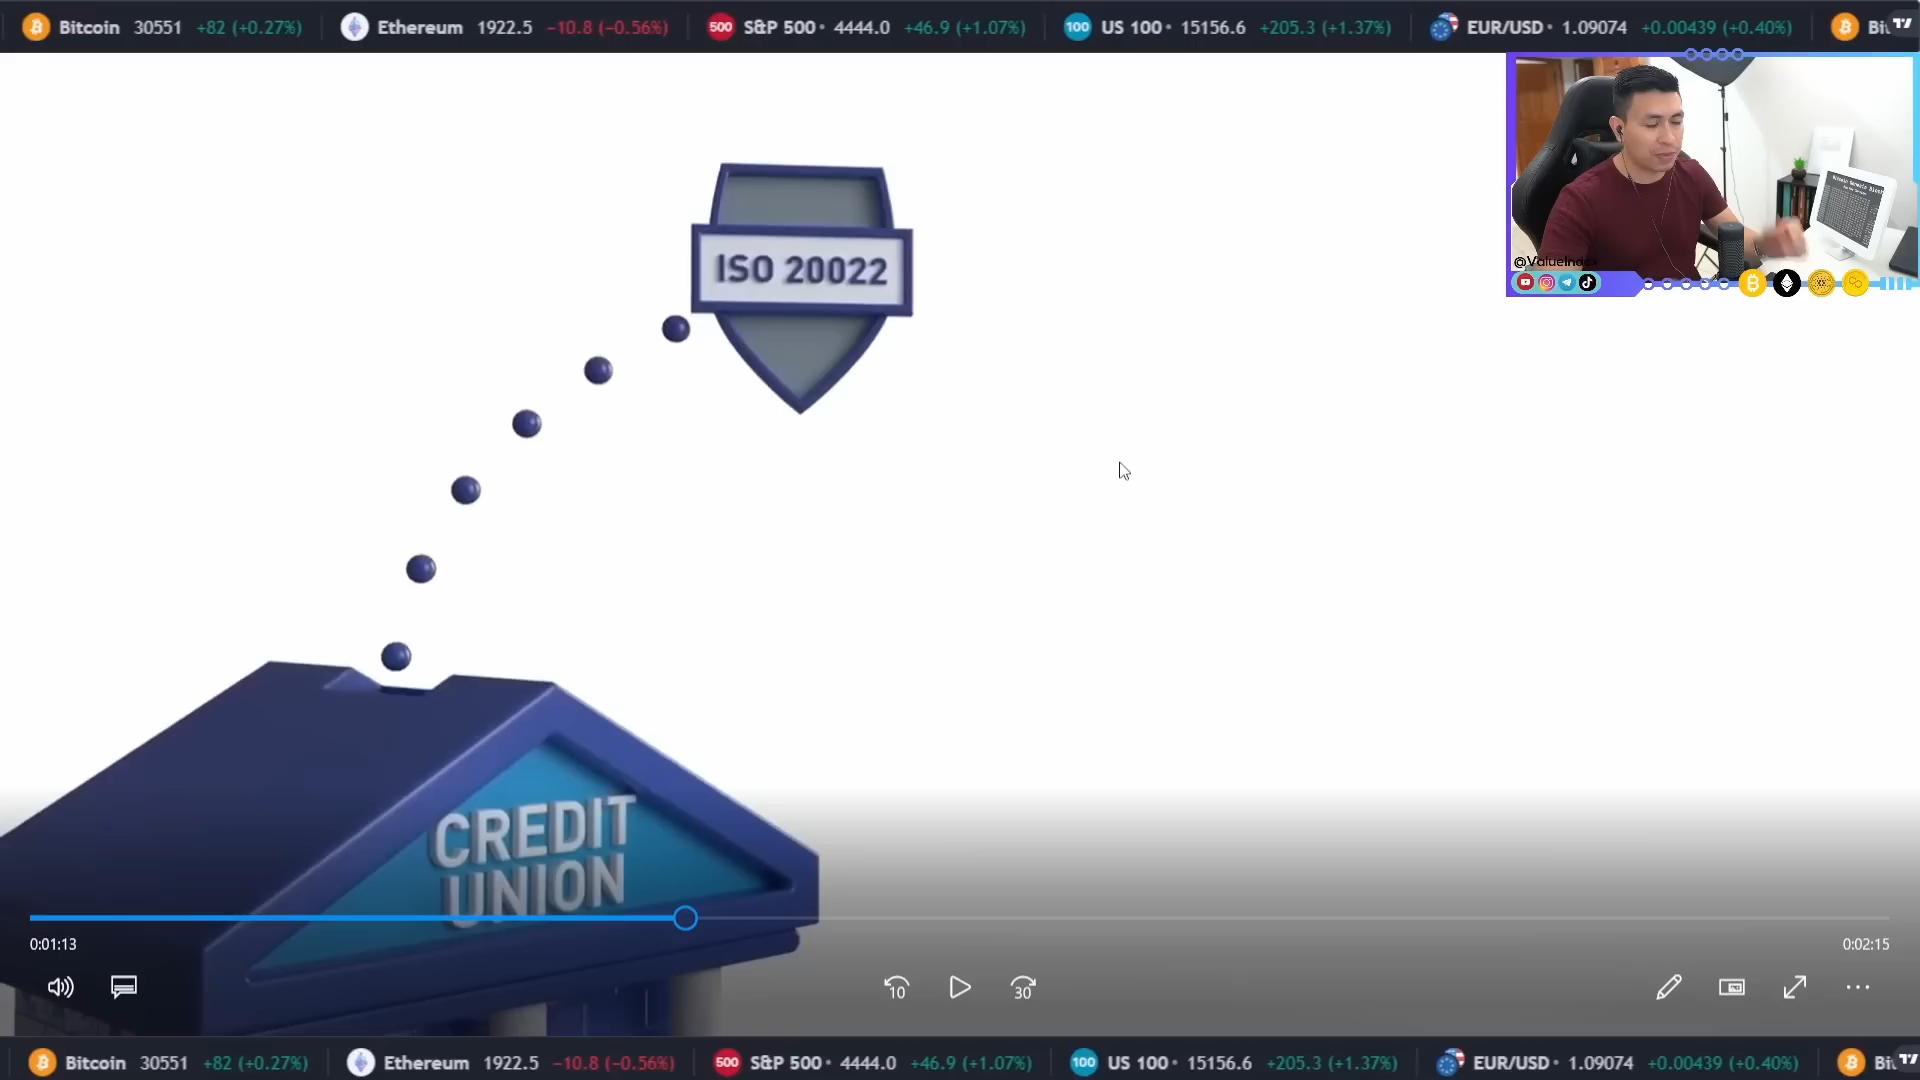 Bitcoin 30551 +82 (+0.27%) Ethereum 1922.5 −10.8 (−0.56%) 500 S&P 500 4444.0 +46.9 (+1.07%) 100 US 100 15156.6 +205.3 (+1.37%) EUR/USD 1.09074 +0.00439 (+0.40%)
ISO 20022
CREDIT
UNION
0:01:13 0:02:15
10 30
Bitcoin 30551 +82 (+0.27%) Ethereum 1922.5 −10.8 (−0.56%) 500 S&P 500 4444.0 +46.9 (+1.07%) 100 US 100 15156.6 +205.3 (+1.37%) EUR/USD 1.09074 +0.00439 (+0.40%)